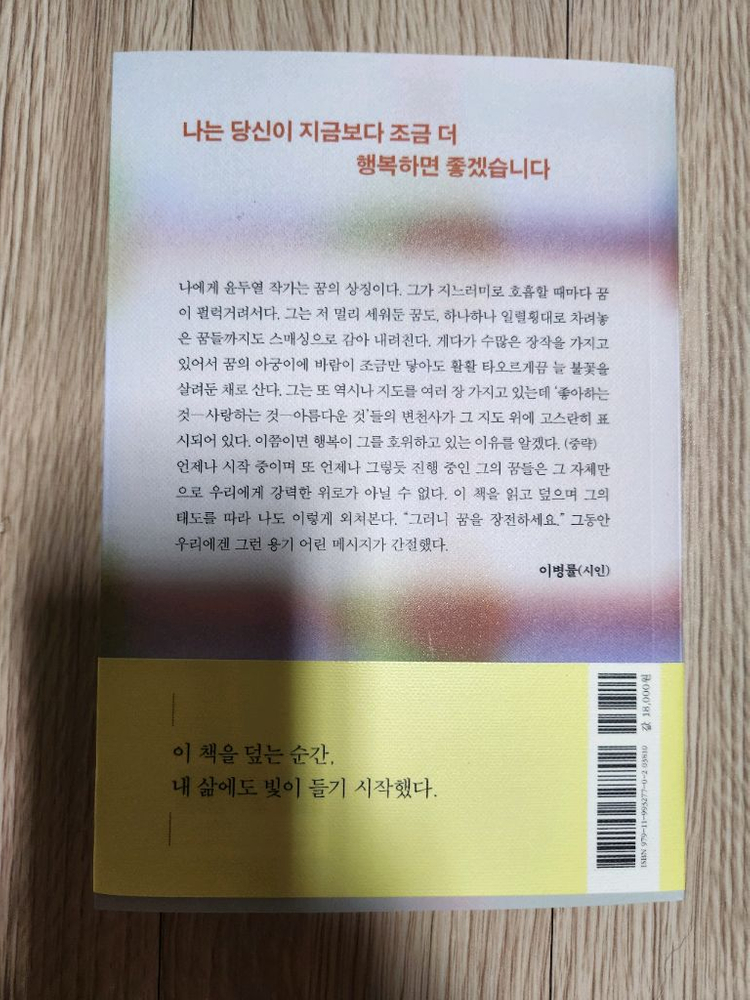 나는 당신이 지금보다 조금 더
행복하면 좋겠습니다
나에게 윤두열 작가는 꿈의 상징이다. 그가 지느러미로 호흡할 때마다 꿈
이 펄럭거려서다. 그는 저 멀리 세워둔 꿈도, 하나하나 일렬횡대로 차려놓
은 꿈들까지도 스매싱으로 감아 내려친다. 게다가 수많은 장작을 가지고
있어서 꿈의 아궁이에 바람이 조금만 닿아도 활활 타오르게끔 늘 불꽃을
살려둔 채로 산다. 그는 또 역시나 지도를 여러 장 가지고 있는데 ‘좋아하는
것—사랑하는 것—아름다운 것’들의 변천사가 그 지도 위에 고스란히 표
시되어 있다. 이쯤이면 행복이 그를 호위하고 있는 이유를 알겠다. (중략)
언제나 시작 중이며 또 언제나 그렇듯 진행 중인 그의 꿈들은 그 자체만
으로 우리에게 강력한 위로가 아닐 수 없다. 이 책을 읽고 덮으며 그의
태도를 따라 나도 이렇게 외쳐본다. “그러니 꿈을 장전하세요.” 그동안
우리에겐 그런 용기 어린 메시지가 간절했다.
이병률(시인)
이 책을 덮는 순간,
내 삶에도 빛이 들기 시작했다.
값 18,000원
ISBN 979-11-993277-0-2 03810